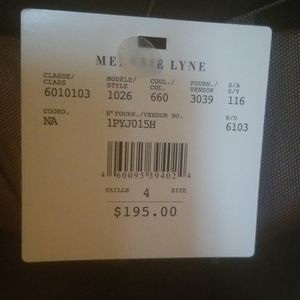 LYNE
CLASSE/ MODÈLE/ COUL./ FOURN./ S/A
CLASS STYLE COL. VENDOR S/Y
6010103 1026 660 3039 116
COORD. N° FOURN./VENDOR NO. R/D
NA 1PYJ015H 6103
4 60095 39402 4
TAILLE 4 SIZE
$195.00